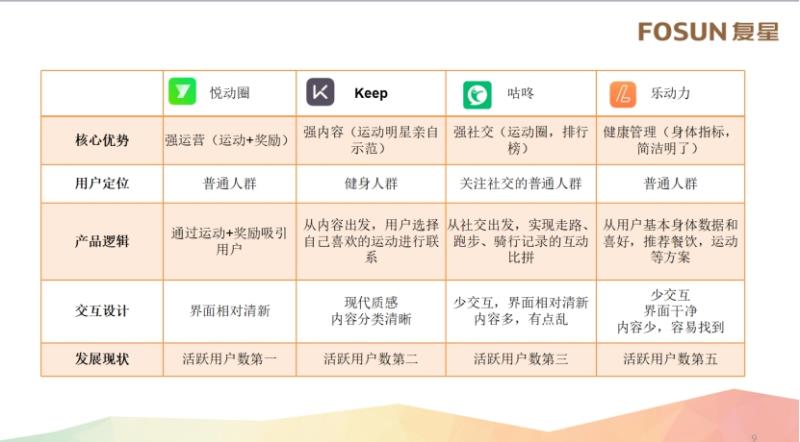 FOSUN复星
悦动圈 Keep 咕咚 乐动力
核心优势 强运营（运动+奖励） 强内容（运动明星亲自示范） 强社交（运动圈，排行榜） 健康管理（身体指标，简洁明了）
用户定位 普通人群 健身人群 关注社交的普通人群 普通人群
产品逻辑 通过运动+奖励吸引用户 从内容出发，用户选择自己喜欢的运动进行联系 从社交出发，实现走路、跑步、骑行记录的互动比拼 从用户基本身体数据和喜好，推荐餐饮，运动等方案
交互设计 界面相对清新 现代质感 内容分类清晰 少交互，界面相对清新 内容多，有点乱 少交互 界面干净 内容少，容易找到
发展现状 活跃用户数第一 活跃用户数第二 活跃用户数第三 活跃用户数第五
9